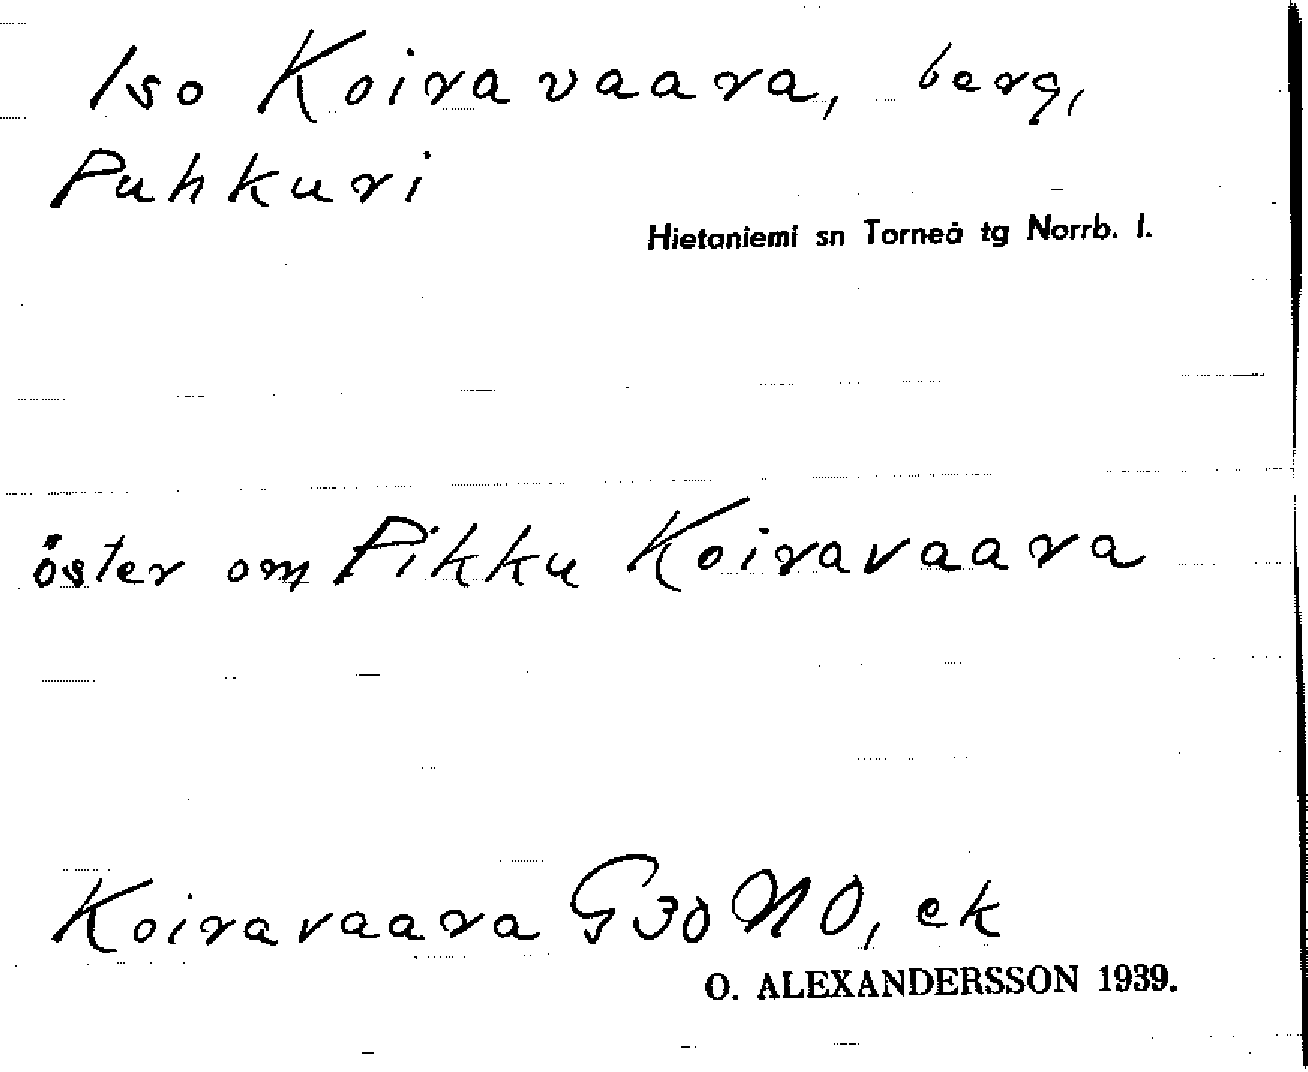 Iso Koiravaara, berg,
Puhkuri
Hietaniemi sn Torneå tg Norrb. l.
öster om Pikku Koiravaara
Koiravaara G30 NO, ek
O. ALEXANDERSSON 1939.